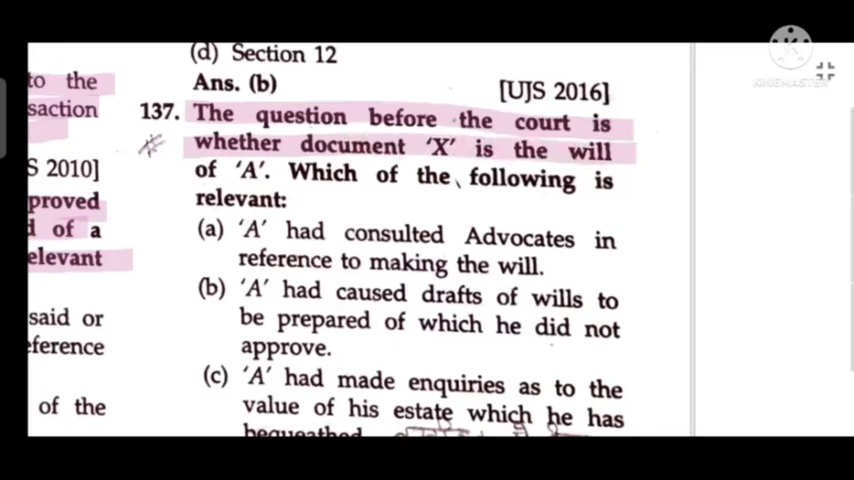 to the
saction
S 2010]
proved
d of a
elevant
said or
eference
of the
(d) Section 12
Ans. (b)
[UJS 2016]
137. The question before the court is
whether document 'X' is the will
of 'A'. Which of the following is
relevant:
(a) 'A' had consulted Advocates in
reference to making the will.
(b) 'A' had caused drafts of wills to
be prepared of which he did not
approve.
(c) 'A' had made enquiries as to the
value of his estate which he has
bequeathed
KINEMASTER